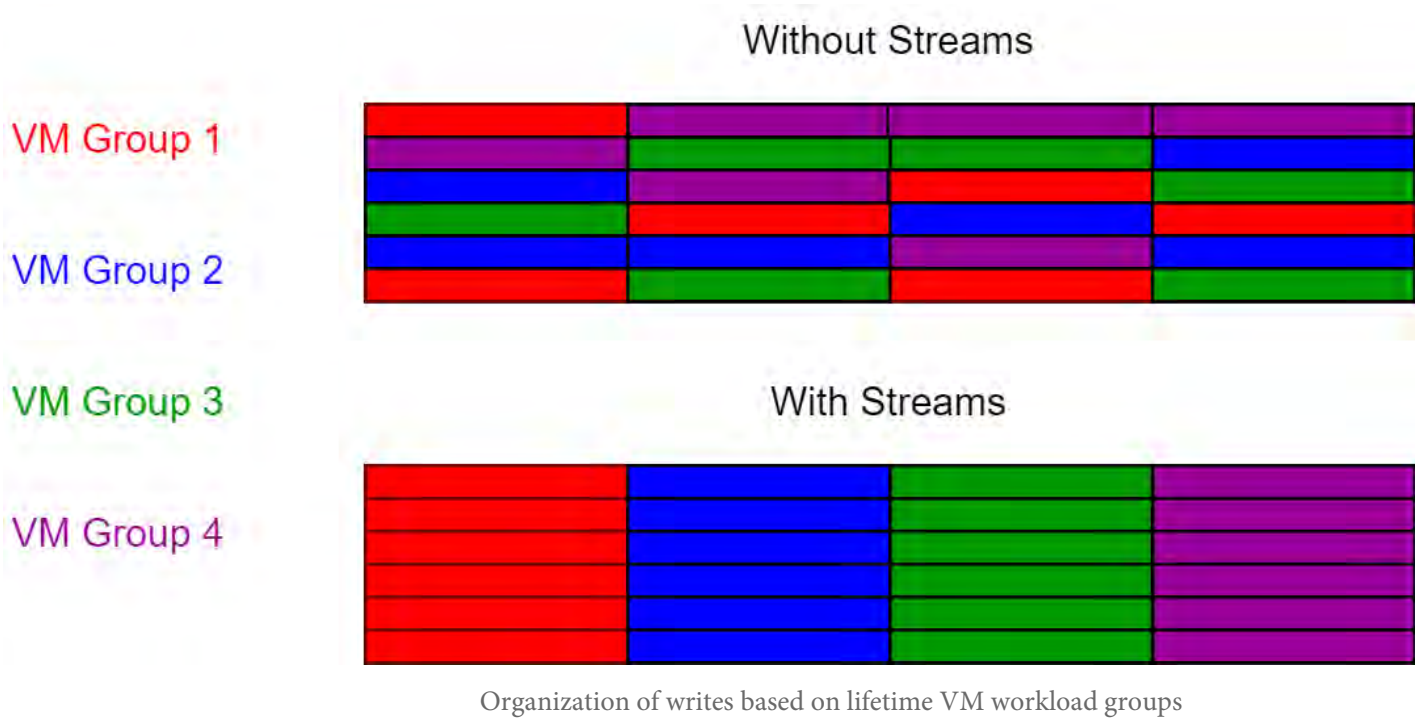 Without Streams
VM Group 1
VM Group 2
VM Group 3
With Streams
VM Group 4
Organization of writes based on lifetime VM workload groups